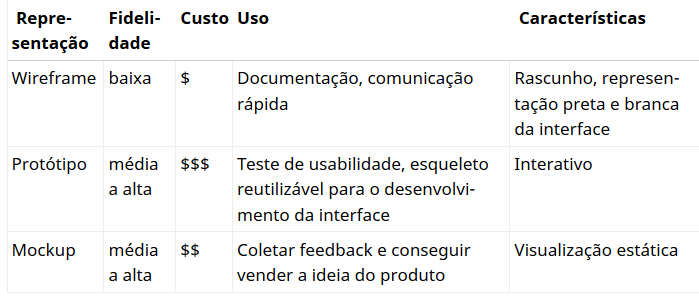 Repre- Fideli- Custo Uso Características
sentação dade
Wireframe baixa $ Documentação, comunicação Rascunho, represen-
rápida tação preta e branca
da interface
Protótipo média $$$ Teste de usabilidade, esqueleto Interativo
a alta reutilizável para o desenvolvi-
mento da interface
Mockup média $$ Coletar feedback e conseguir Visualização estática
a alta vender a ideia do produto